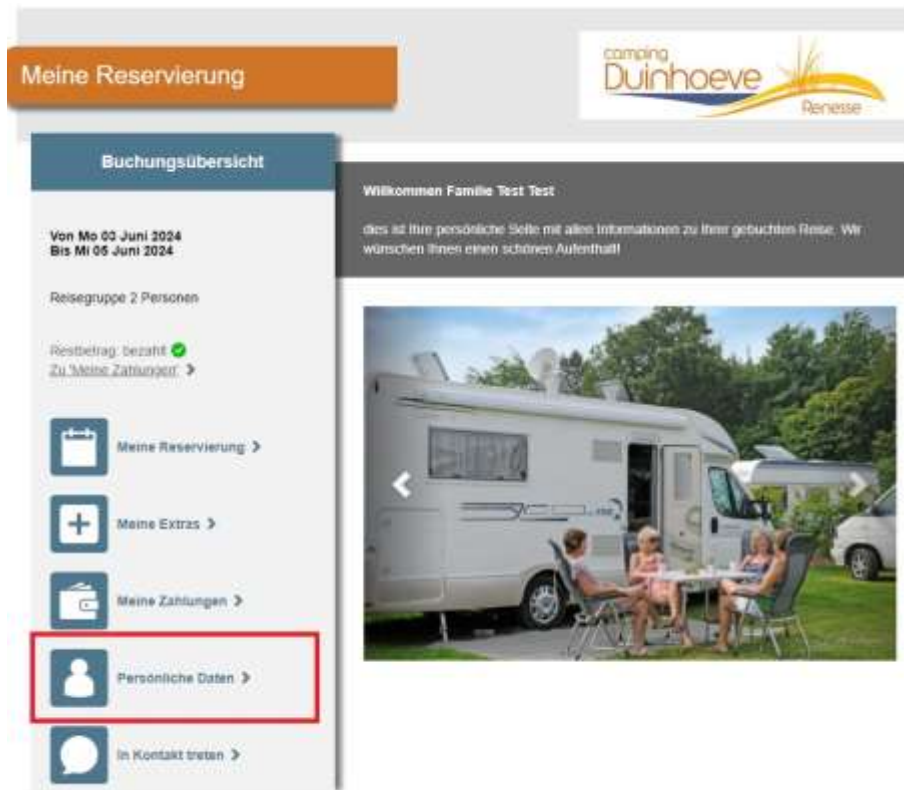 Meine Reservierung
camping
Duinhoeve
Renesse
Buchungsübersicht
Willkommen Familie Test Test
dies ist Ihre persönliche Seite mit allen Informationen zu Ihrer gebuchten Reise. Wir
wünschen Ihnen einen schönen Aufenthalt!
Von Mo 03 Juni 2024
Bis Mi 05 Juni 2024
Reisegruppe 2 Personen
Restbetrag: bezahlt
Zu 'Meine Zahlungen'
Meine Reservierung
Meine Extras
Meine Zahlungen
Persönliche Daten
In Kontakt treten